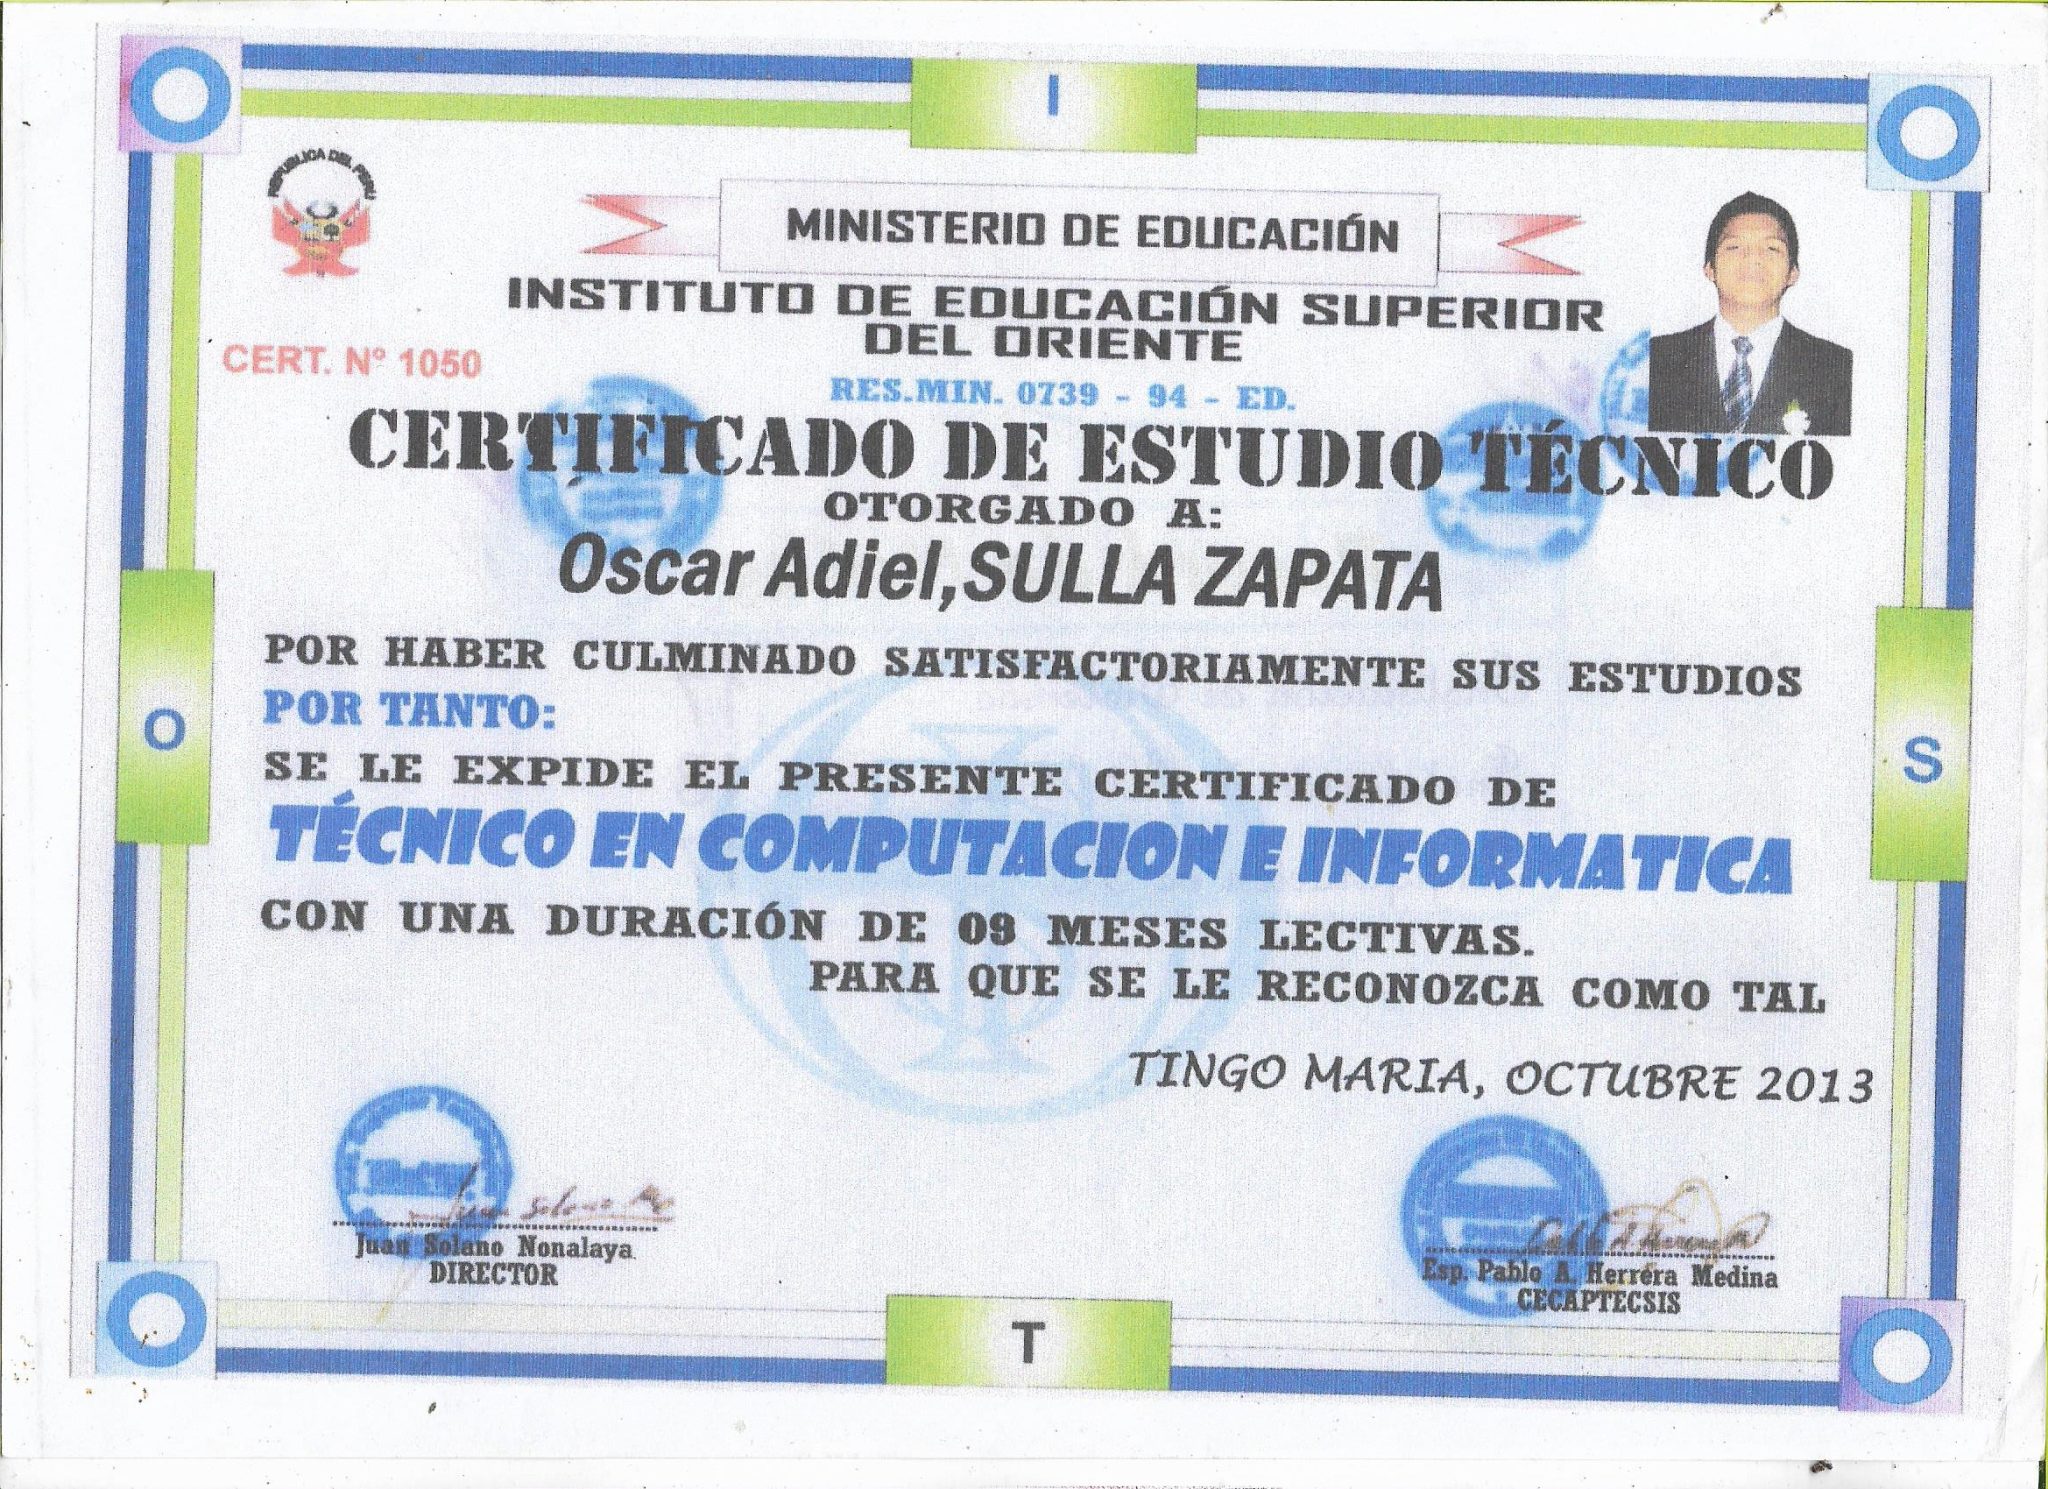 I
REPUBLICA DEL PERU
MINISTERIO DE EDUCACIÓN
INSTITUTO DE EDUCACIÓN SUPERIOR
DEL ORIENTE
CERT. Nº 1050
RES.MIN. 0739 - 94 - ED.
CERTIFICADO DE ESTUDIO TÉCNICO
OTORGADO A:
Oscar Adiel,SULLA ZAPATA
POR HABER CULMINADO SATISFACTORIAMENTE SUS ESTUDIOS
POR TANTO:
O
S
SE LE EXPIDE EL PRESENTE CERTIFICADO DE
TÉCNICO EN COMPUTACION E INFORMATICA
CON UNA DURACIÓN DE 09 MESES LECTIVAS.
PARA QUE SE LE RECONOZCA COMO TAL
TINGO MARIA, OCTUBRE 2013
Juan Solano Nonalaya
DIRECTOR
Esp. Pablo A. Herrera Medina
CECAPTECSIS
T